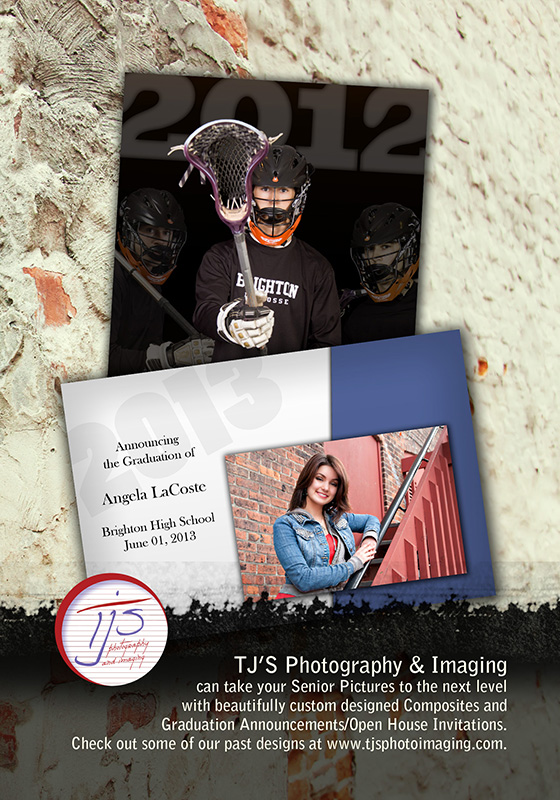 2012
BRIGHTON
LACROSSE
2013
Announcing
the Graduation of
Angela LaCoste
Brighton High School
June 01, 2013
TJS
photography
and imaging
TJ'S Photography & Imaging
can take your Senior Pictures to the next level
with beautifully custom designed Composites and
Graduation Announcements/Open House Invitations.
Check out some of our past designs at www.tjsphotoimaging.com.